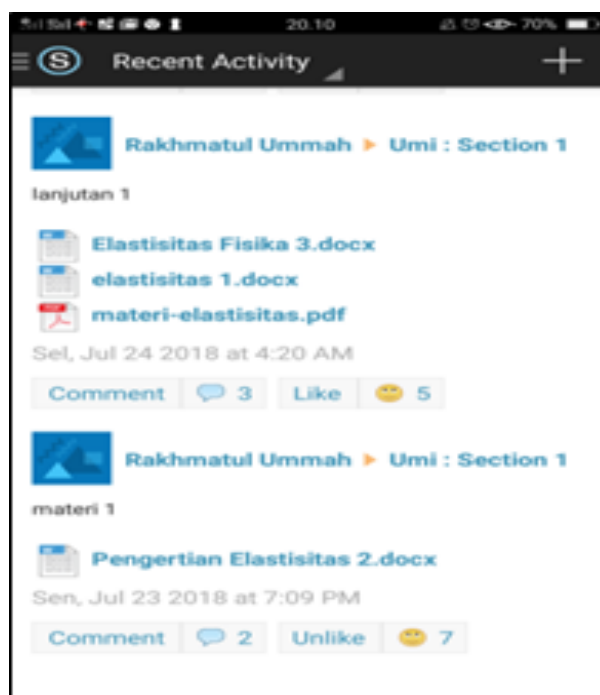 20.10 70%
S Recent Activity
Rakhmatul Ummah Umi : Section 1
lanjutan 1
Elastisitas Fisika 3.docx
elastisitas 1.docx
materi-elastisitas.pdf
Sel, Jul 24 2018 at 4:20 AM
Comment 3 Like 5
Rakhmatul Ummah Umi : Section 1
materi 1
Pengertian Elastisitas 2.docx
Sen, Jul 23 2018 at 7:09 PM
Comment 2 Unlike 7